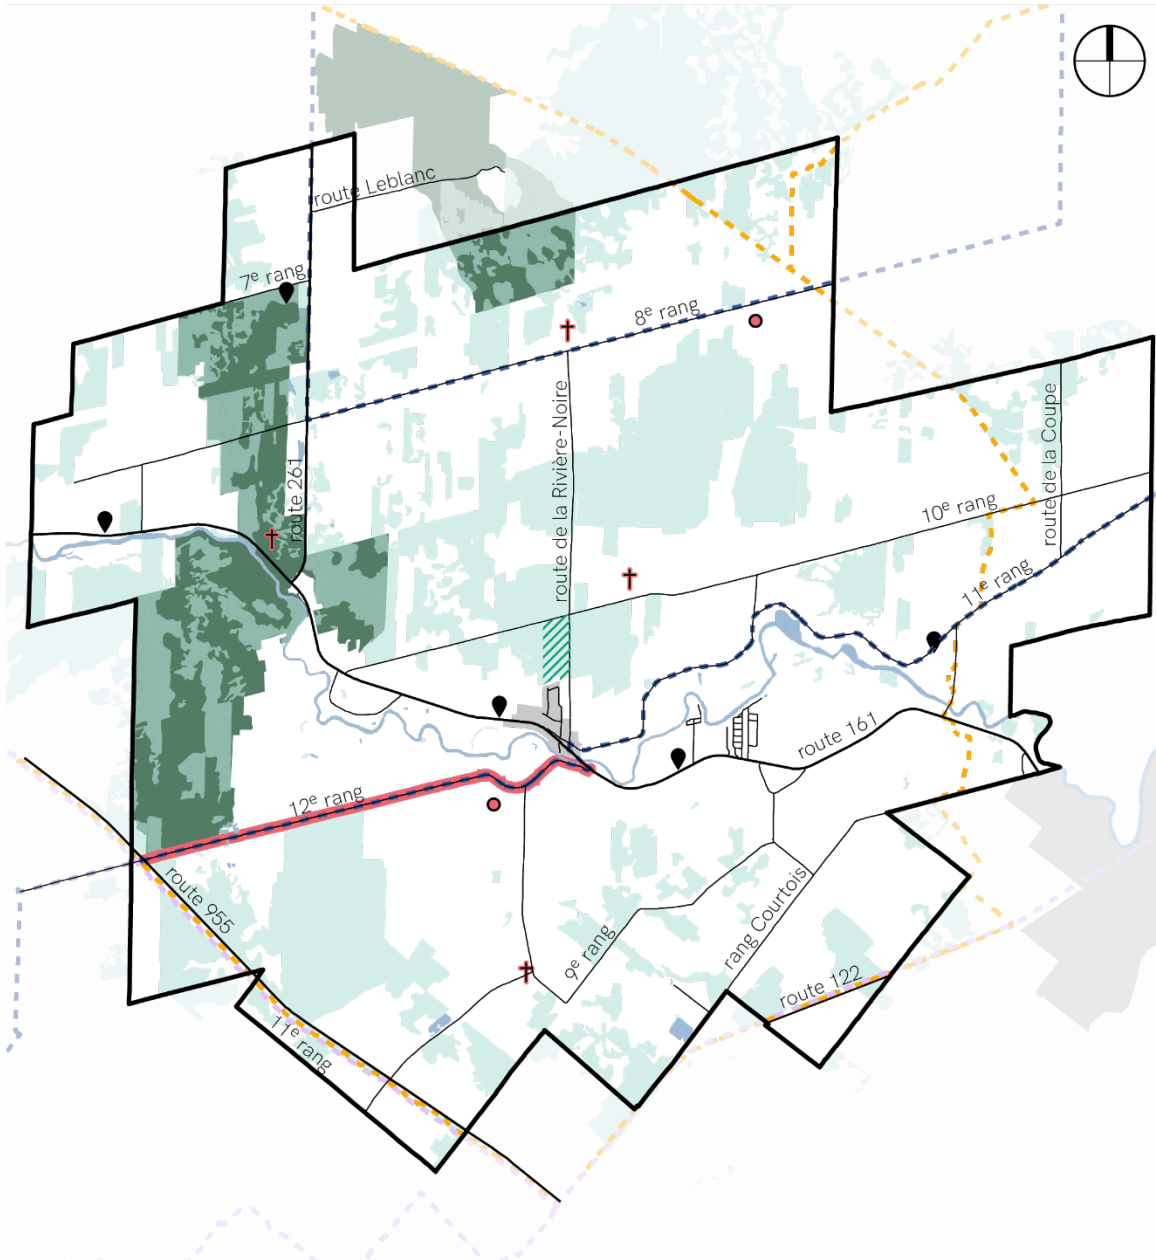 route Leblanc
7e rang
8e rang
route de la Rivière-Noire
route de la Coupe
route 261
10e rang
11e rang
route 161
12e rang
route 955
rang Courtois
9e rang
route 122
11e rang